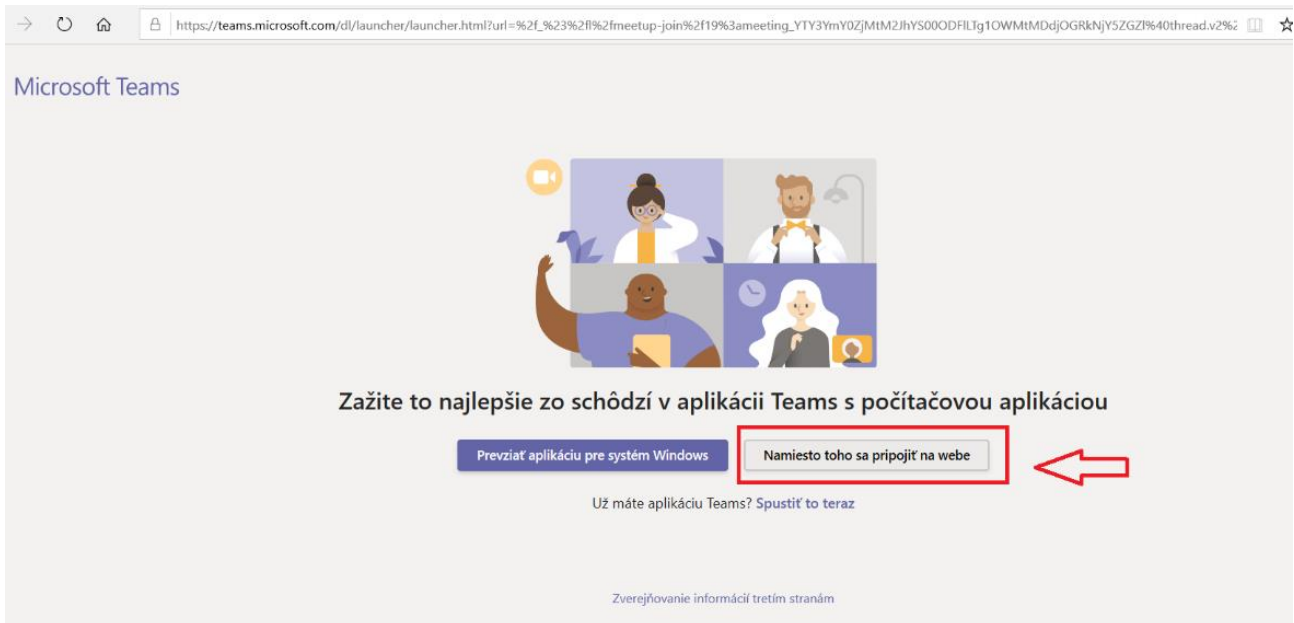 https://teams.microsoft.com/dl/launcher/launcher.html?url=%2f_%23%2fl%2fmeetup-join%2f19%3ameeting_YTY3YmY0ZjMtM2JhYS00ODFlLTg1OWMtMDdjOGRkNjY5ZGZl%40thread.v2%2
Microsoft Teams
Zažite to najlepšie zo schôdzí v aplikácii Teams s počítačovou aplikáciou
Prevziať aplikáciu pre systém Windows
Namiesto toho sa pripojiť na webe
Už máte aplikáciu Teams? Spustiť to teraz
Zverejňovanie informácií tretím stranám